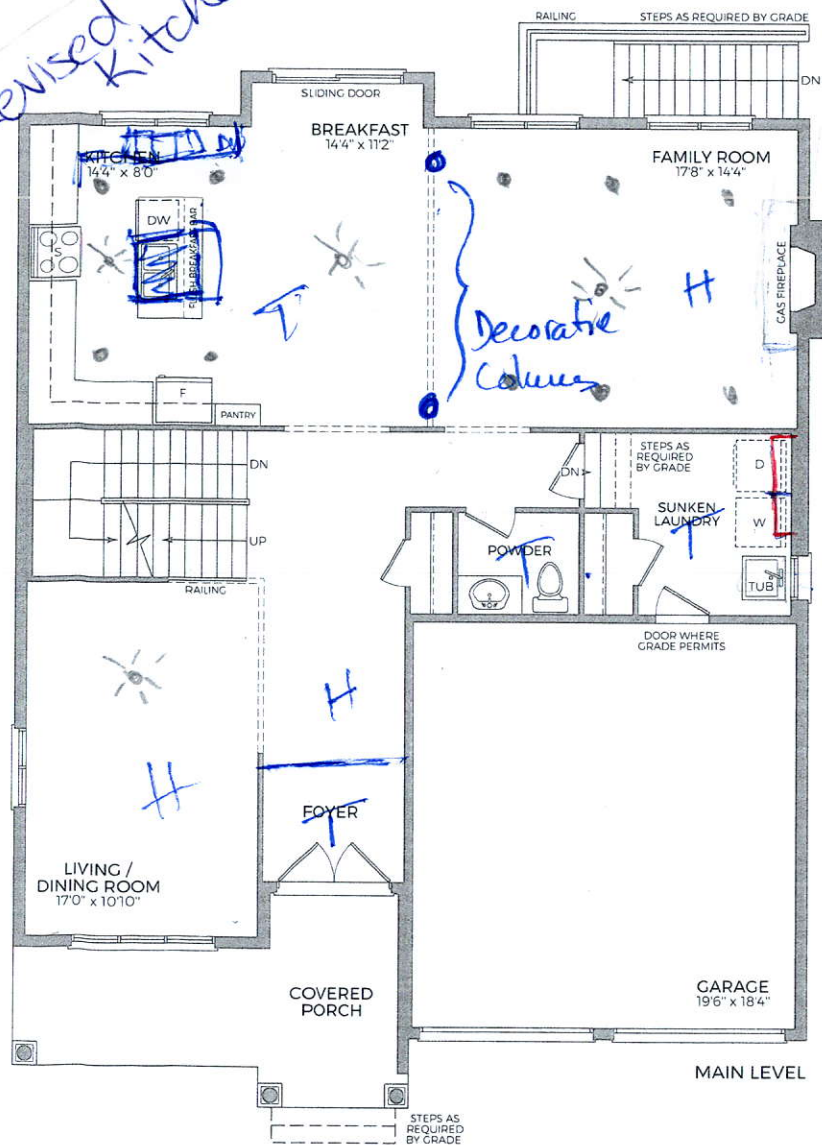 Revised
Kitchen
RAILING
STEPS AS REQUIRED BY GRADE
DN
SLIDING DOOR
BREAKFAST
14'4" x 11'2"
KITCHEN
14'4" x 8'0"
DW
FAMILY ROOM
17'8" x 14'4"
DW
FLUSH BREAKFAST BAR
S
GAS FIREPLACE
T
H
Decorative
Columns
F
PANTRY
DN
UP
RAILING
DN
STEPS AS
REQUIRED
BY GRADE
D
W
SUNKEN
LAUNDRY
T
TUB
POWDER
T
DOOR WHERE
GRADE PERMITS
H
H
FOYER
T
LIVING /
DINING ROOM
17'0" x 10'10"
COVERED
PORCH
GARAGE
19'6" x 18'4"
MAIN LEVEL
STEPS AS
REQUIRED
BY GRADE